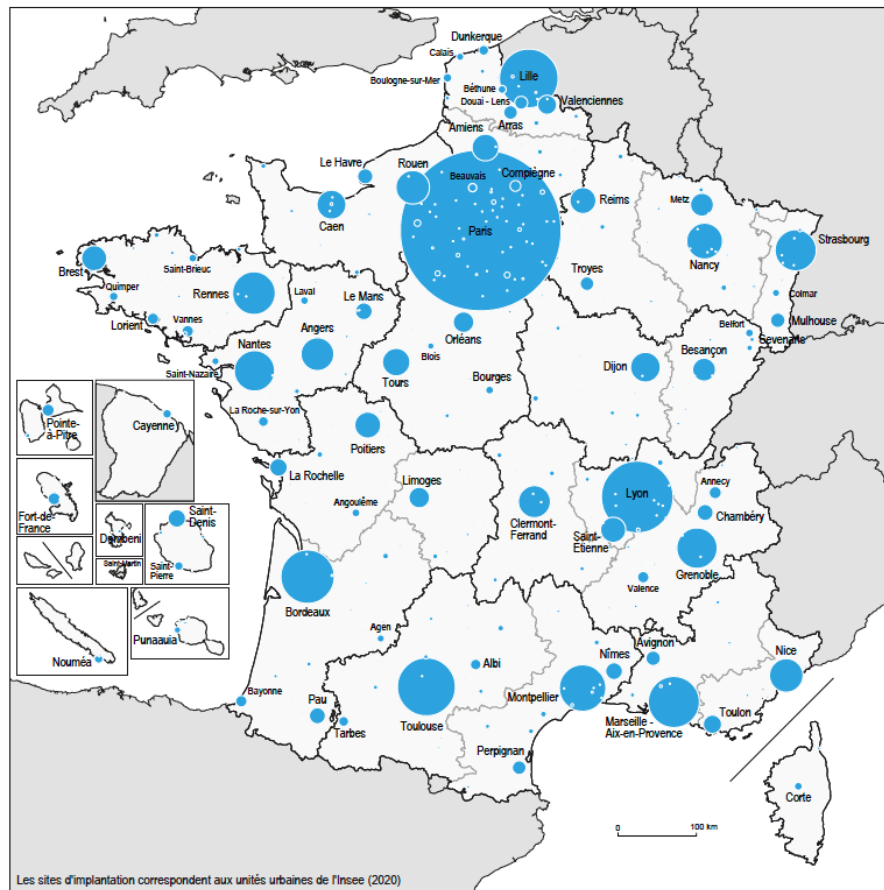 Dunkerque
Calais
Lille
Boulogne-sur-Mer
Béthune
Douai - Lens
Valenciennes
Arras
Amiens
Le Havre
Rouen
Beauvais
Compiègne
Reims
Metz
Caen
Paris
Strasbourg
Nancy
Brest
Saint-Brieuc
Troyes
Quimper
Rennes
Laval
Le Mans
Colmar
Lorient
Vannes
Orléans
Mulhouse
Belfort
Sevenans
Nantes
Angers
Blois
Dijon
Besançon
Saint-Nazaire
Tours
Bourges
La Roche-sur-Yon
Pointe-
à-Pitre
Cayenne
Poitiers
La Rochelle
Limoges
Lyon
Annecy
Angoulême
Chambéry
Fort-de-
France
Saint-
Denis
Dembeni
Clermont-
Ferrand
Saint-
Étienne
Saint-Martin
Saint-
Pierre
Grenoble
Valence
Bordeaux
Punaauia
Agen
Avignon
Nîmes
Nice
Nouméa
Albi
Bayonne
Pau
Toulouse
Montpellier
Marseille -
Aix-en-Provence
Toulon
Tarbes
Perpignan
Corte
0
100 km
Les sites d'implantation correspondent aux unités urbaines de l'Insee (2020)